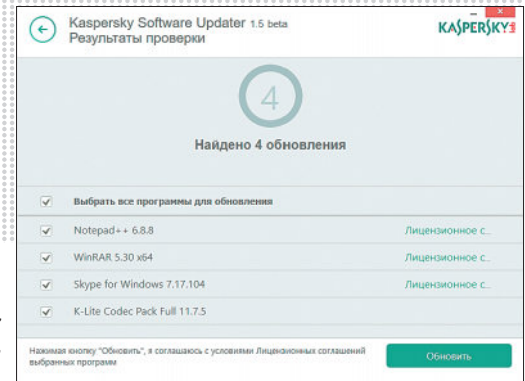 Kaspersky Software Updater 1.5 beta
Результаты проверки
KASPERSKY lab
4
Найдено 4 обновления
Выбрать все программы для обновления
Notepad++ 6.8.8
Лицензионное с...
WinRAR 5.30 x64
Лицензионное с...
Skype for Windows 7.17.104
Лицензионное с...
K-Lite Codec Pack Full 11.7.5
Нажимая кнопку "Обновить", я соглашаюсь с условиями Лицензионных соглашений
выбранных программ
Обновить